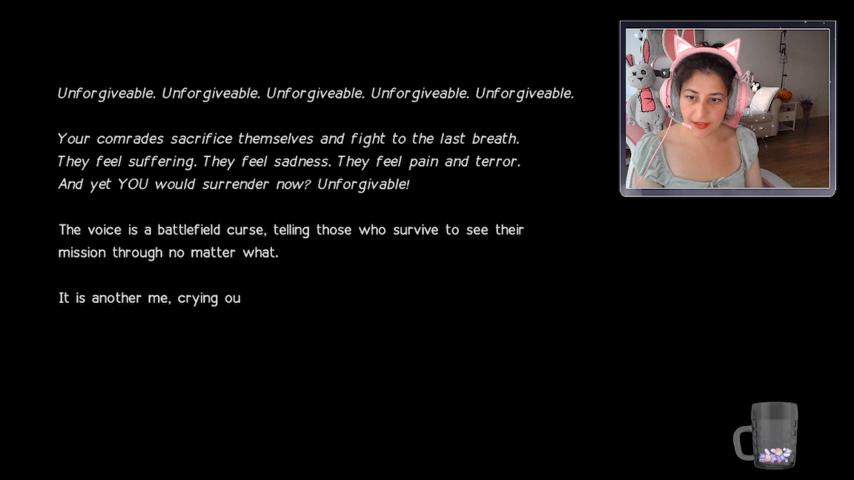 Unforgiveable. Unforgiveable. Unforgiveable. Unforgiveable. Unforgiveable.
Your comrades sacrifice themselves and fight to the last breath.
They feel suffering. They feel sadness. They feel pain and terror.
And yet YOU would surrender now? Unforgivable!
The voice is a battlefield curse, telling those who survive to see their
mission through no matter what.
It is another me, crying ou